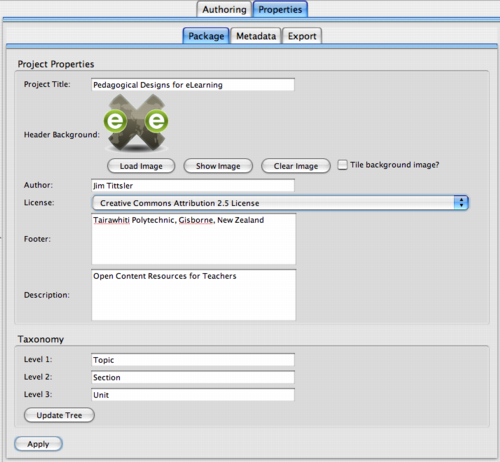 Authoring Properties
Package Metadata Export
Project Properties
Project Title: Pedagogical Designs for eLearning
e e
Header Background:
Load Image Show Image Clear Image Tile background image?
Author: Jim Tittsler
License: Creative Commons Attribution 2.5 License
Tairawhiti Polytechnic, Gisborne, New Zealand
Footer:
Open Content Resources for Teachers
Description:
Taxonomy
Level 1: Topic
Level 2: Section
Level 3: Unit
Update Tree
Apply